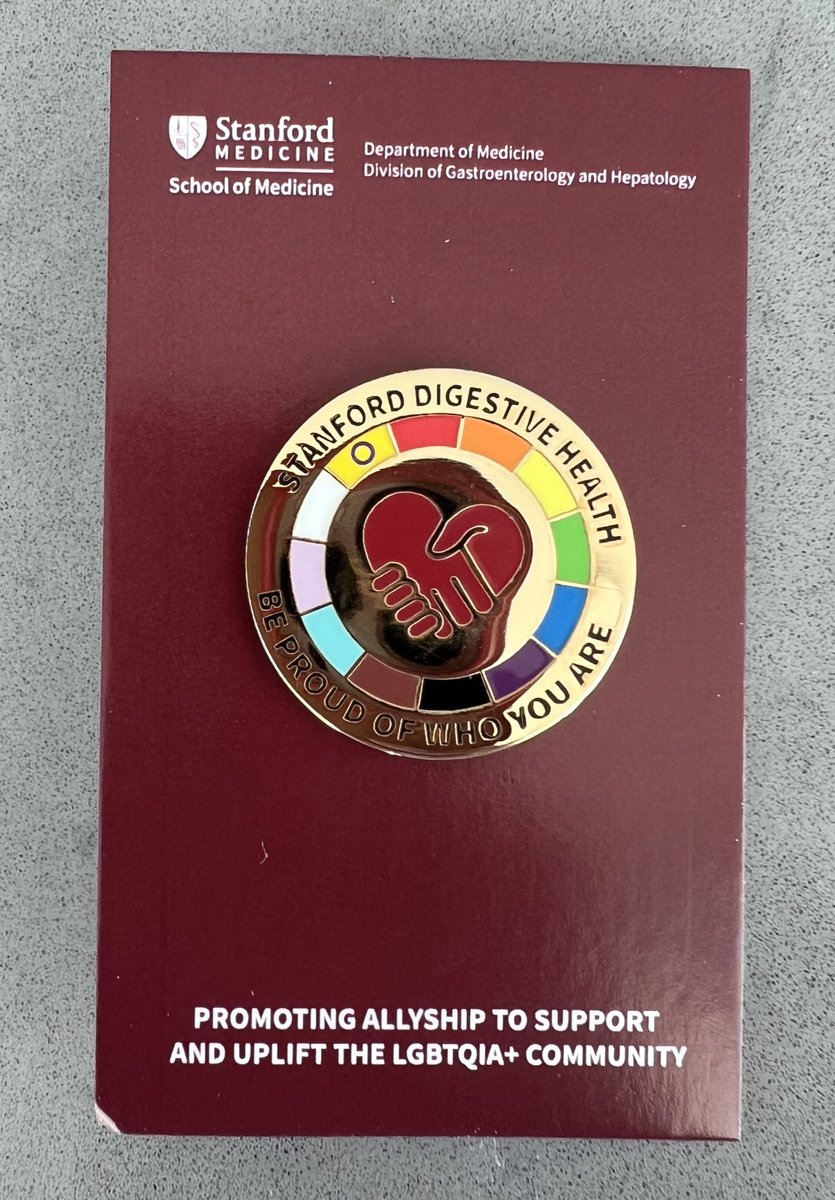 Stanford
MEDICINE
School of Medicine
Department of Medicine
Division of Gastroenterology and Hepatology
STANFORD DIGESTIVE HEALTH
BE PROUD OF WHO YOU ARE
PROMOTING ALLYSHIP TO SUPPORT
AND UPLIFT THE LGBTQIA+ COMMUNITY